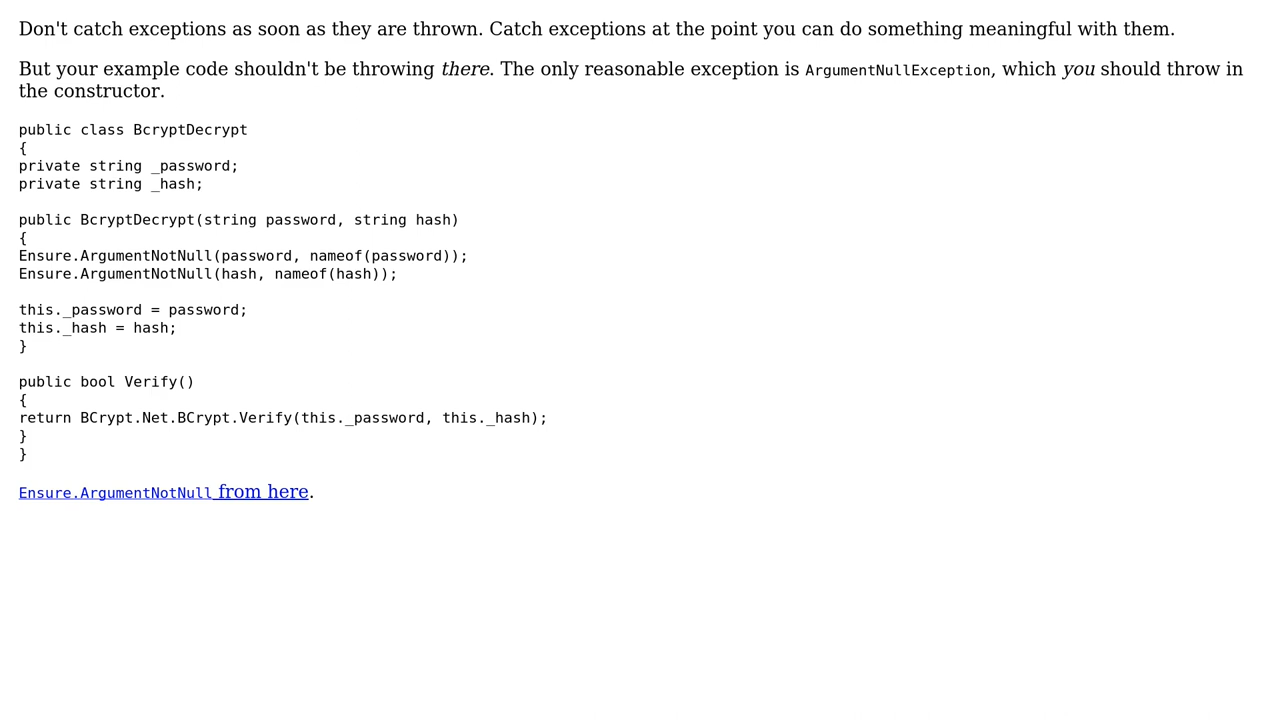 Don't catch exceptions as soon as they are thrown. Catch exceptions at the point you can do something meaningful with them.
But your example code shouldn't be throwing there. The only reasonable exception is ArgumentNullException, which you should throw in
the constructor.
public class BcryptDecrypt
{
private string _password;
private string _hash;
public BcryptDecrypt(string password, string hash)
{
Ensure.ArgumentNotNull(password, nameof(password));
Ensure.ArgumentNotNull(hash, nameof(hash));
this._password = password;
this._hash = hash;
}
public bool Verify()
{
return BCrypt.Net.BCrypt.Verify(this._password, this._hash);
}
}
Ensure.ArgumentNotNull from here.